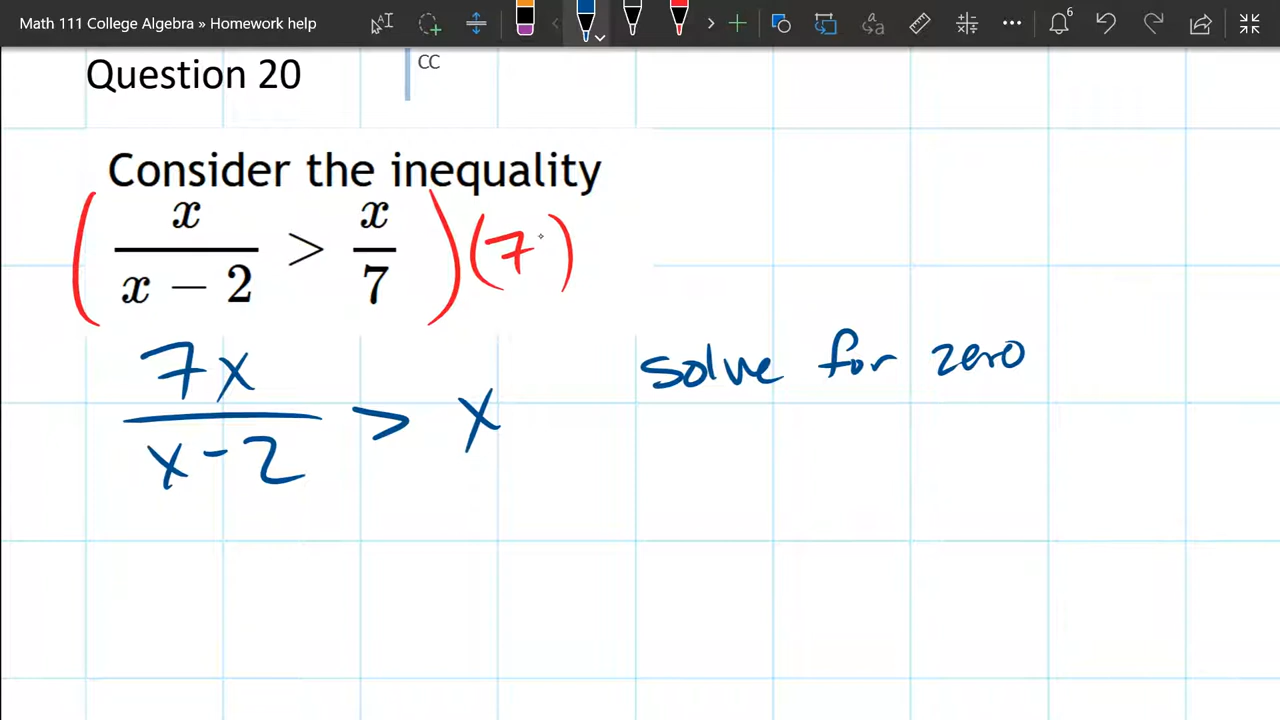 Math 111 College Algebra » Homework help
6
Question 20
CC
Consider the inequality
( x/(x − 2) > x/7 ) (7)
7x/(x-2) > x
solve for zero